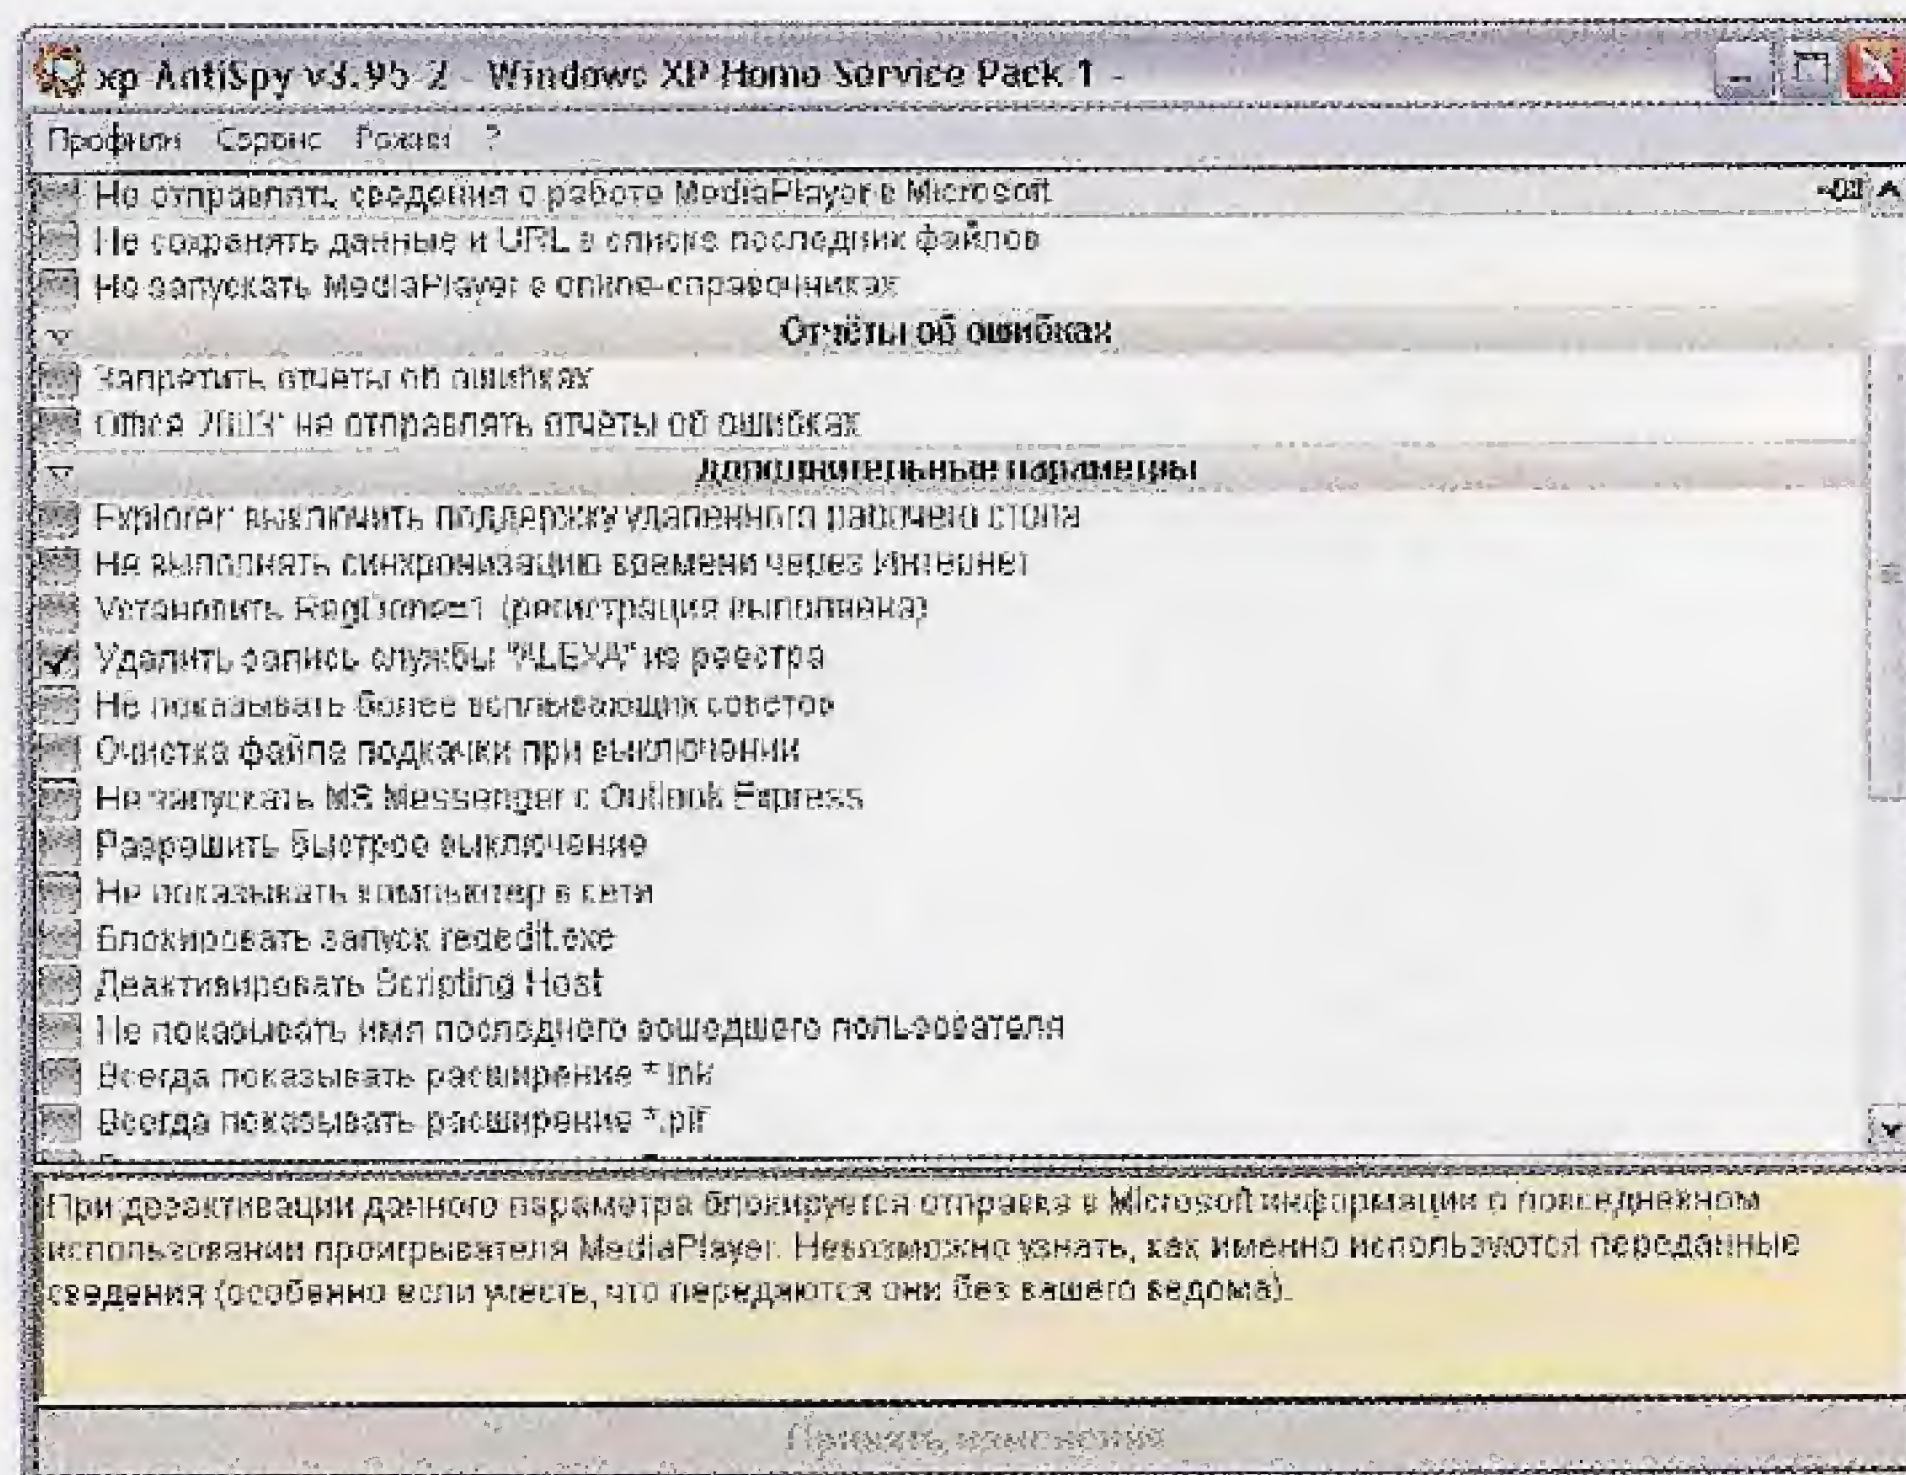 xp-AntiSpy v3.95-2 - Windows XP Home Service Pack 1 -
Профили Сервис Режим ?
Не отправлять сведения о работе MediaPlayer в Microsoft
Не сохранять данные и URL в списке последних файлов
Не запускать MediaPlayer в online-справочниках
Отчёты об ошибках
Запретить отчеты об ошибках
Office 2003: не отправлять отчёты об ошибках
Дополнительные параметры
Explorer: выключить поддержку удаленного рабочего стола
Не выполнять синхронизацию времени через Интернет
Установить RegDone=1 (регистрация выполнена)
Удалить запись службы "ALEXA" из реестра
Не показывать более всплывающих советов
Очистка файла подкачки при выключении
Не запускать MS Messenger с Outlook Express
Разрешить быстрое выключение
Не показывать компьютер в сети
Блокировать запуск regedit.exe
Деактивировать Scripting Host
Не показывать имя последнего вошедшего пользователя
Всегда показывать расширение *.lnk
Всегда показывать расширение *.pif
При дезактивации данного параметра блокируется отправка в Microsoft информации о повседневном
использовании проигрывателя MediaPlayer. Невозможно узнать, как именно используются переданные
сведения (особенно если учесть, что передаются они без вашего ведома).
Принять изменения